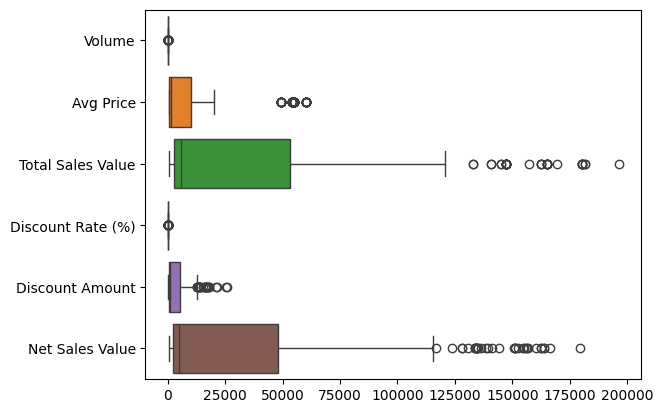 Volume
Avg Price
Total Sales Value
Discount Rate (%)
Discount Amount
Net Sales Value
0 25000 50000 75000 100000 125000 150000 175000 200000